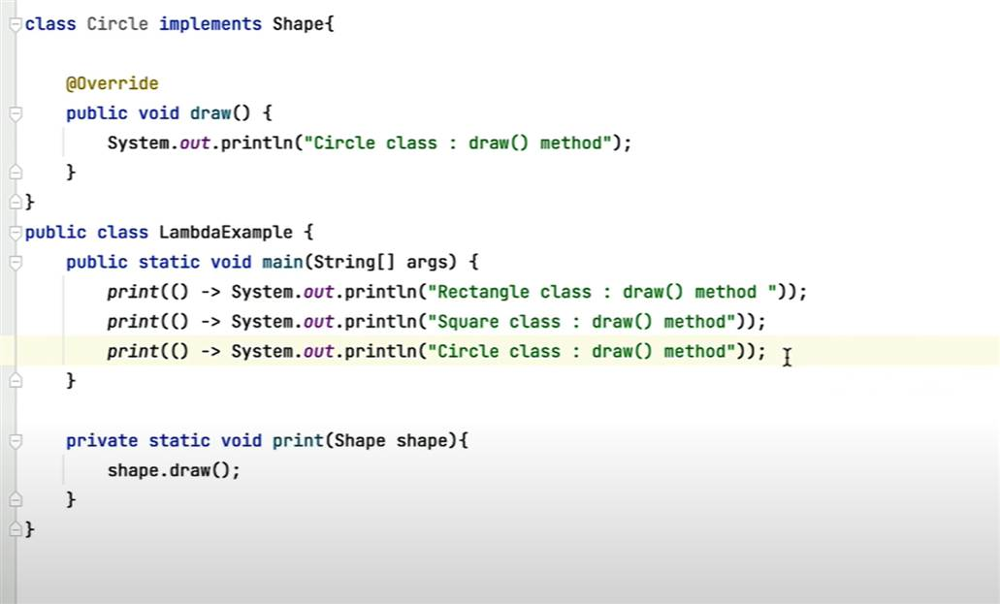 class Circle implements Shape{
@Override
public void draw() {
System.out.println("Circle class : draw() method");
}
}
public class LambdaExample {
public static void main(String[] args) {
print(() -> System.out.println("Rectangle class : draw() method "));
print(() -> System.out.println("Square class : draw() method"));
print(() -> System.out.println("Circle class : draw() method"));
}
private static void print(Shape shape){
shape.draw();
}
}